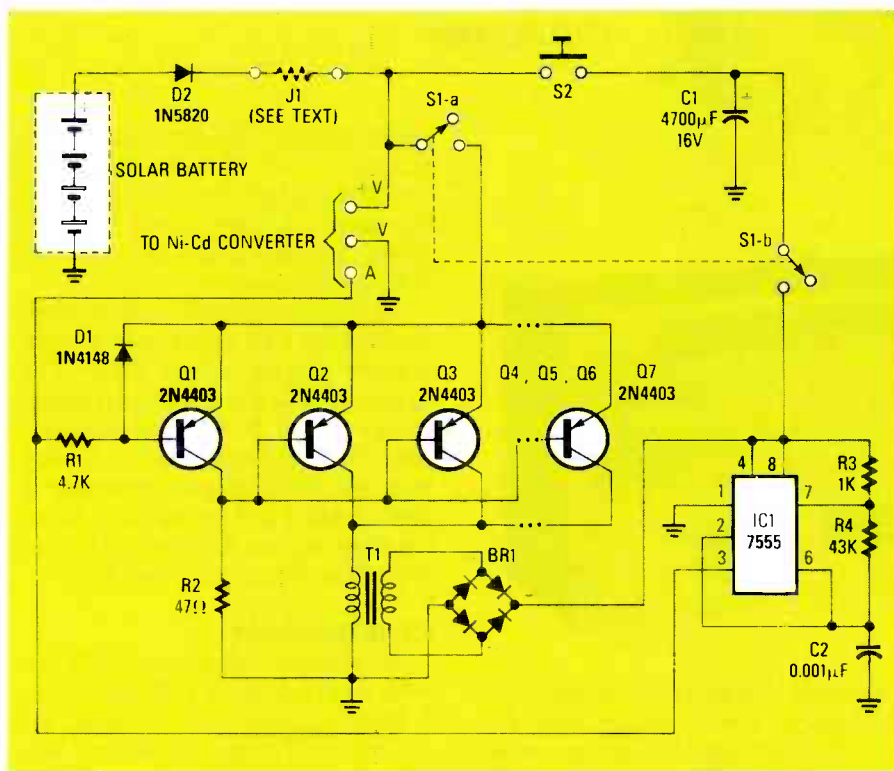 D2
1N5820
J1
(SEE TEXT)
S1-a
S2
C1
4700µF
16V
+
SOLAR BATTERY
+ V
- V
A
TO Ni-Cd CONVERTER
S1-b
D1
1N4148
Q1
2N4403
Q2
2N4403
Q3
2N4403
Q4, Q5, Q6
Q7
2N4403
R1
4.7K
R2
47Ω
T1
BR1
4
8
1
2
3
7
6
IC1
7555
R3
1K
R4
43K
C2
0.001µF